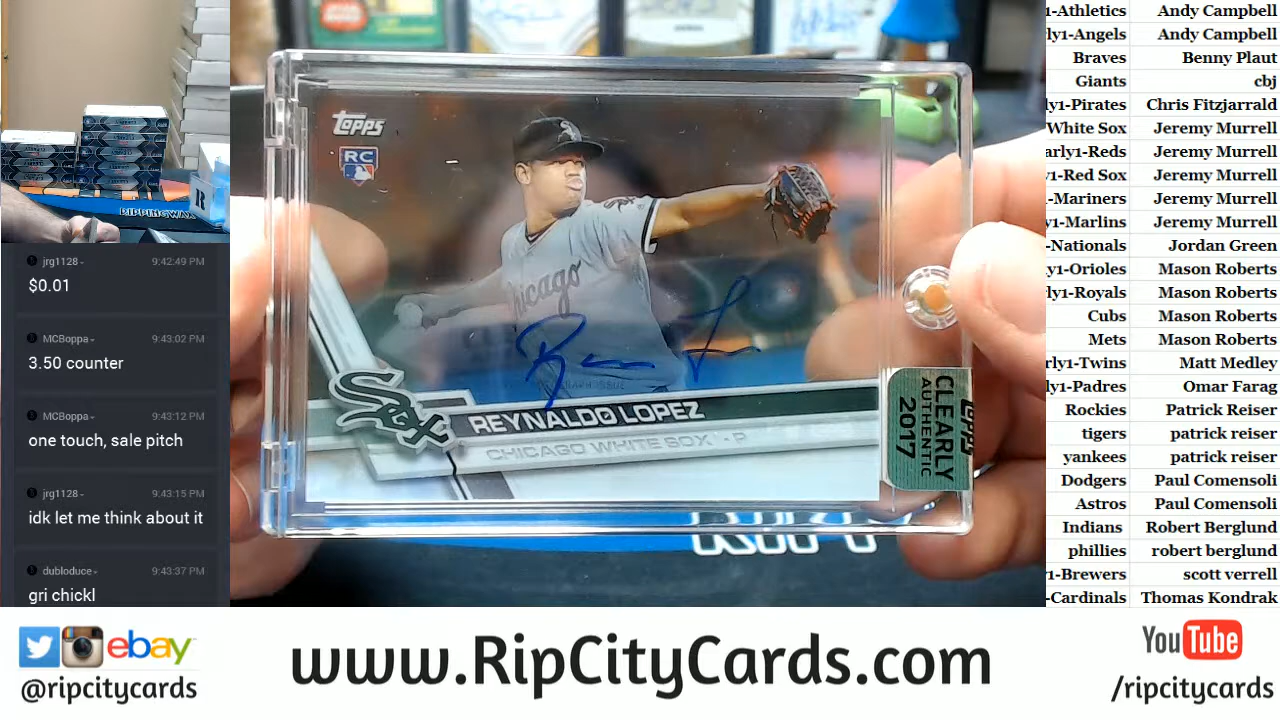 RIPPINGWAX
jrg1128 - 9:42:49 PM
$0.01
MCBoppa - 9:43:02 PM
3.50 counter
MCBoppa - 9:43:12 PM
one touch, sale pitch
jrg1128 - 9:43:15 PM
idk let me think about it
dubloduce - 9:43:37 PM
gri chickl
Topps
RC
Chicago
Sox
REYNALDO LOPEZ
CHICAGO WHITE SOX - P
TOPPS
CLEARLY
AUTHENTIC
2017
1-Athletics Andy Campbell
rly1-Angels Andy Campbell
Braves Benny Plaut
Giants cbj
ly1-Pirates Chris Fitzjarrald
White Sox Jeremy Murrell
arly1-Reds Jeremy Murrell
y1-Red Sox Jeremy Murrell
-Mariners Jeremy Murrell
y1-Marlins Jeremy Murrell
-Nationals Jordan Green
y1-Orioles Mason Roberts
ly1-Royals Mason Roberts
Cubs Mason Roberts
Mets Mason Roberts
rly1-Twins Matt Medley
ly1-Padres Omar Farag
Rockies Patrick Reiser
tigers patrick reiser
yankees patrick reiser
Dodgers Paul Comensoli
Astros Paul Comensoli
Indians Robert Berglund
phillies robert berglund
y1-Brewers scott verrell
-Cardinals Thomas Kondrak
ebay
@ripcitycards
www.RipCityCards.com
YouTube
/ripcitycards